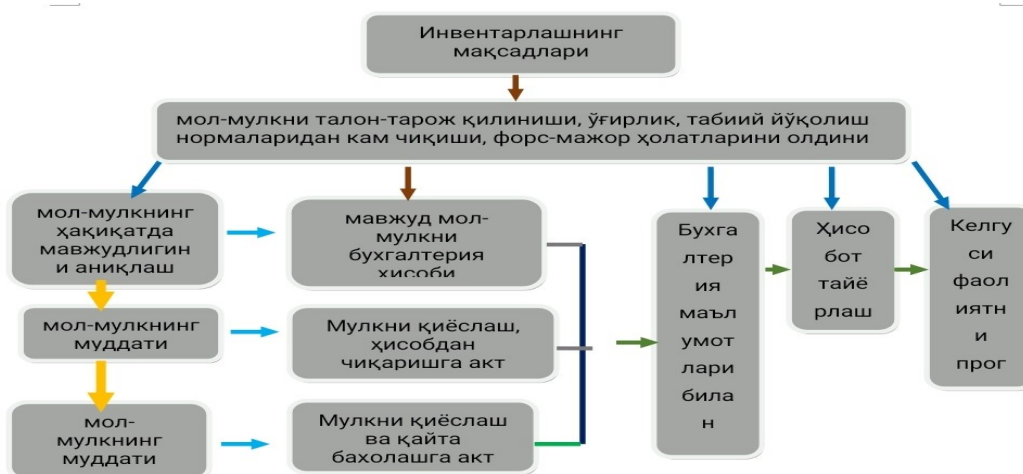 Инвентарлашнинг
мақсадлари
мол-мулкни талон-тарож қилиниши, ўғирлик, табиий йўқолиш
нормаларидан кам чиқиши, форс-мажор ҳолатларини олдини
мол-мулкнинг
ҳақиқатда
мавжудлигин
и аниқлаш
мавжуд мол-
мулкни
бухгалтерия
ҳисоби
мол-мулкнинг
муддати
Мулкни қиёслаш,
ҳисобдан
чиқаришга акт
мол-
мулкнинг
муддати
Мулкни қиёслаш
ва қайта
бахолашга акт
Бухга
лтер
ия
маъл
умот
лари
била
н
Ҳисо
бот
тайё
рлаш
Келгу
си
фаол
иятн
и
прог